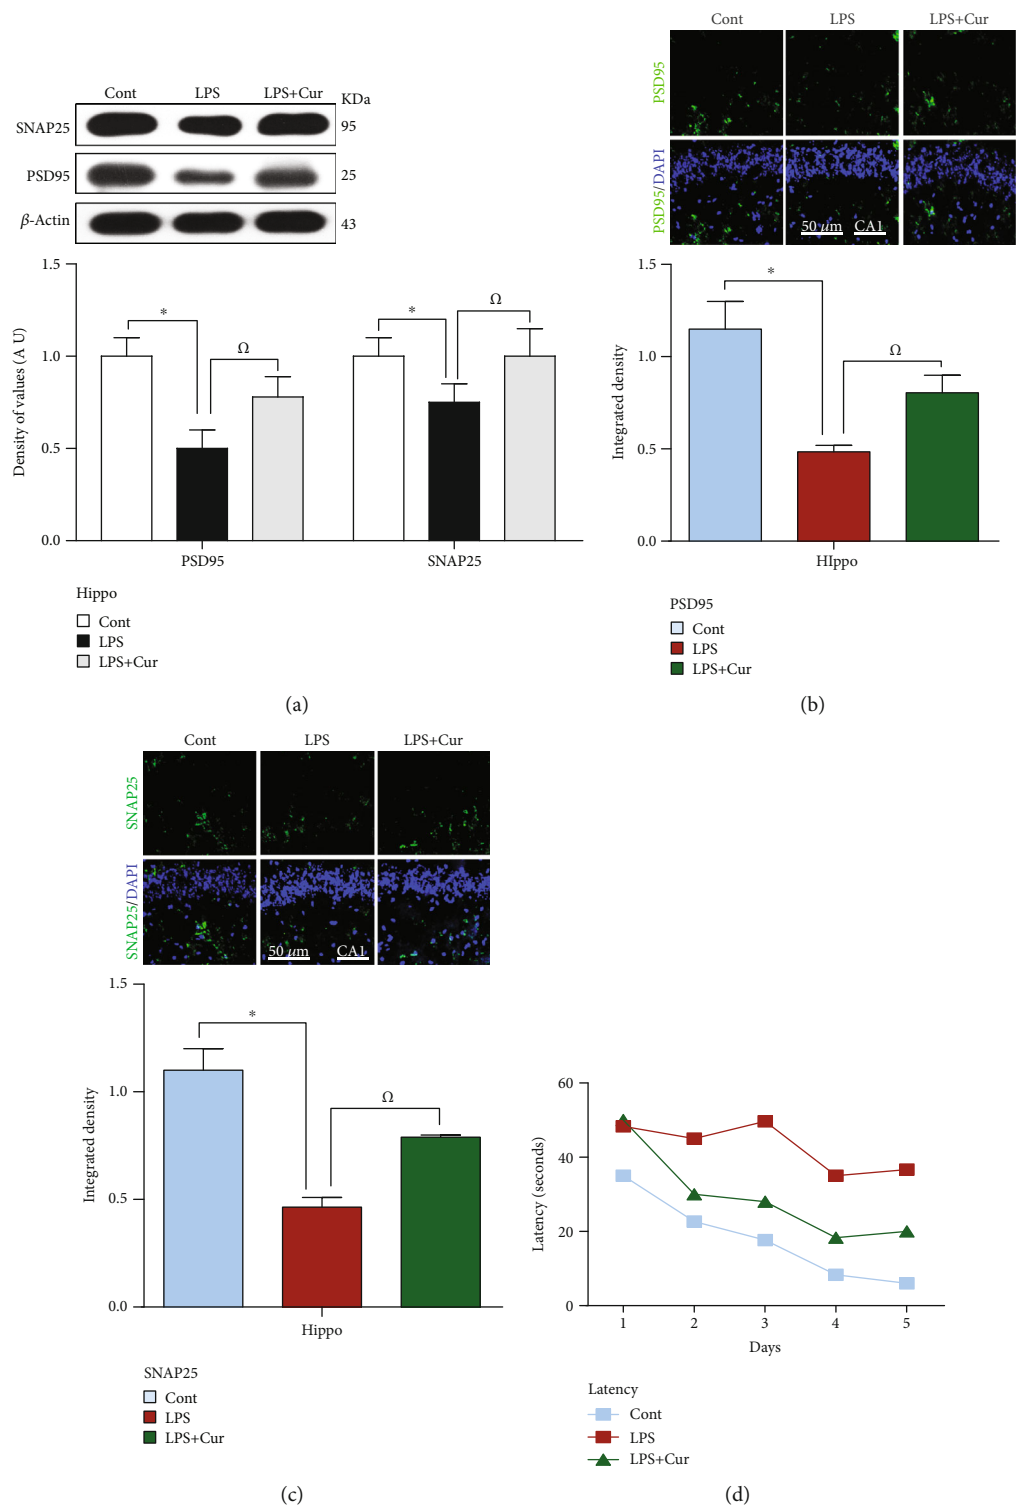 Cont LPS LPS+Cur KDa
SNAP25 95
PSD95 25
β-Actin 43
1.5
1.0
0.5
0.0
Density of values (A U)
* Ω * Ω
PSD95 SNAP25
Hippo
Cont
LPS
LPS+Cur
(a)
Cont LPS LPS+Cur
PSD95
PSD95/DAPI
50 μm CA1
1.5
1.0
0.5
0.0
Integrated density
* Ω
HIppo
PSD95
Cont
LPS
LPS+Cur
(b)
Cont LPS LPS+Cur
SNAP25
SNAP25/DAPI
50 μm CA1
1.5
1.0
0.5
0.0
Integrated density
* Ω
Hippo
SNAP25
Cont
LPS
LPS+Cur
(c)
60
40
20
0
Latency (seconds)
1 2 3 4 5
Days
Latency
Cont
LPS
LPS+Cur
(d)